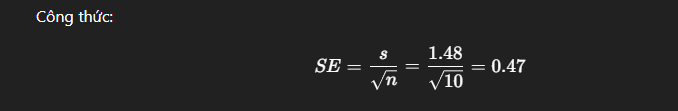 Công thức:
SE = s/√n = 1.48/√10 = 0.47